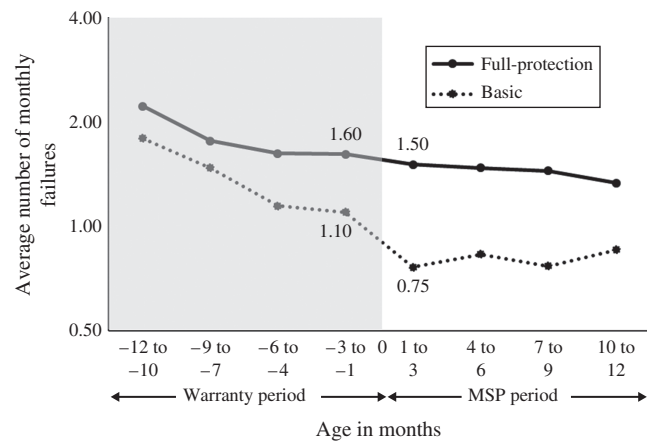 Average number of monthly
failures
4.00
2.00
1.00
0.50
Full-protection
Basic
1.60
1.50
1.10
0.75
−12 to −9 to −6 to −3 to 0 1 to 4 to 7 to 10 to
−10 −7 −4 −1 3 6 9 12
Warranty period MSP period
Age in months